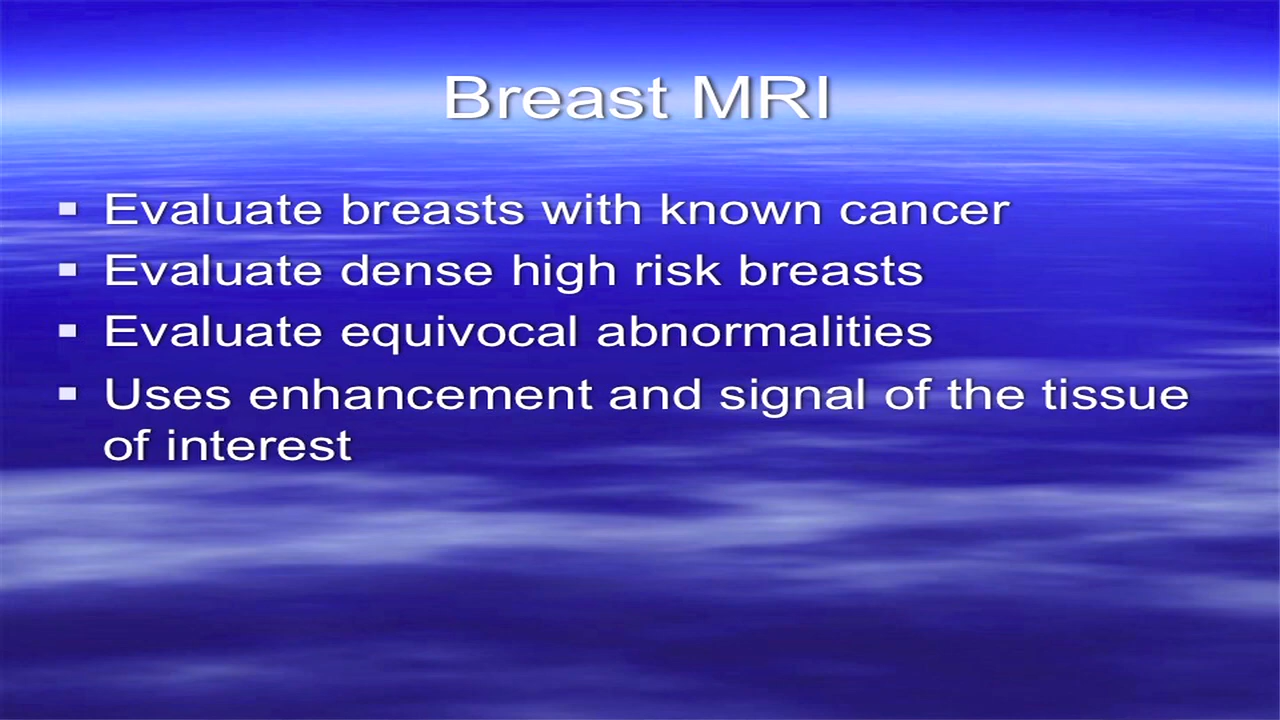 Breast MRI
▪ Evaluate breasts with known cancer
▪ Evaluate dense high risk breasts
▪ Evaluate equivocal abnormalities
▪ Uses enhancement and signal of the tissue
of interest